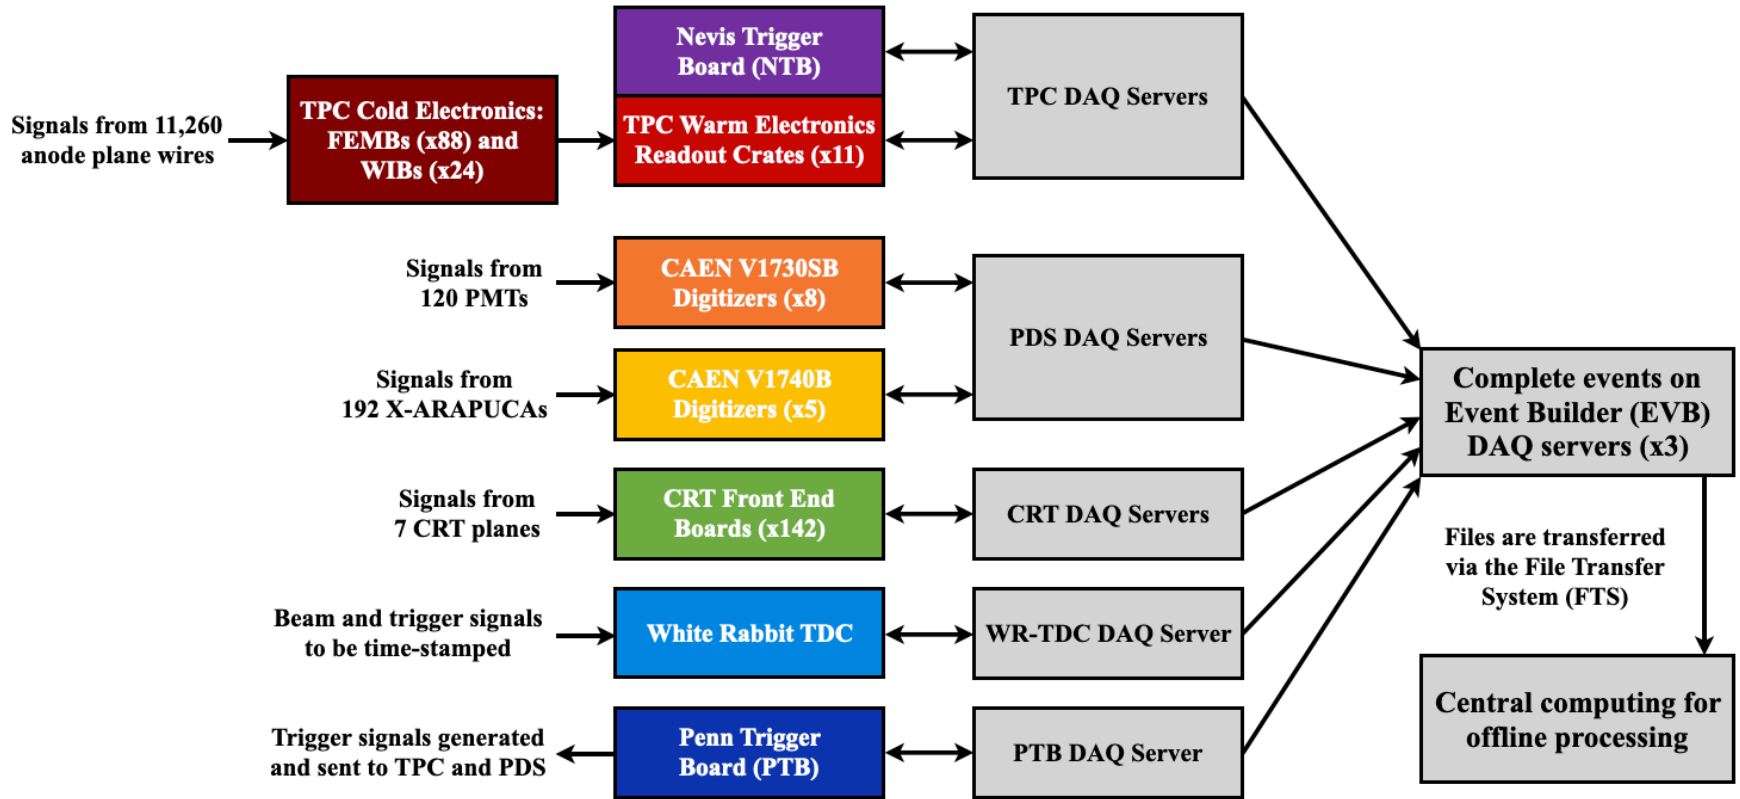 Signals from 11,260
anode plane wires
TPC Cold Electronics:
FEMBs (x88) and
WIBs (x24)
Nevis Trigger
Board (NTB)
TPC Warm Electronics
Readout Crates (x11)
TPC DAQ Servers
Signals from
120 PMTs
CAEN V1730SB
Digitizers (x8)
Signals from
192 X-ARAPUCAs
CAEN V1740B
Digitizers (x5)
PDS DAQ Servers
Signals from
7 CRT planes
CRT Front End
Boards (x142)
CRT DAQ Servers
Beam and trigger signals
to be time-stamped
White Rabbit TDC
WR-TDC DAQ Server
Trigger signals generated
and sent to TPC and PDS
Penn Trigger
Board (PTB)
PTB DAQ Server
Complete events on
Event Builder (EVB)
DAQ servers (x3)
Files are transferred
via the File Transfer
System (FTS)
Central computing for
offline processing